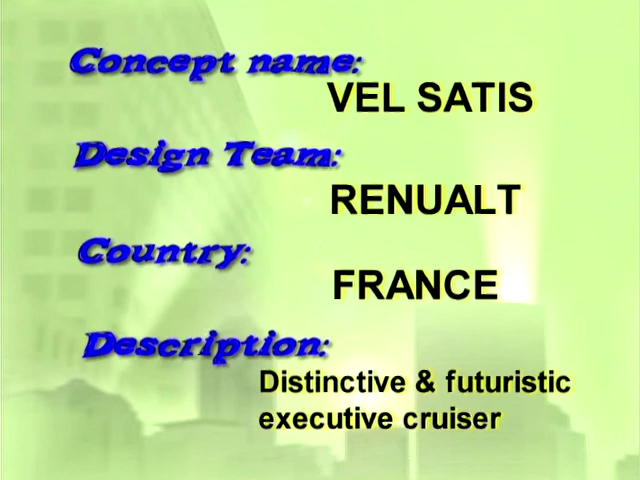 Concept name:
VEL SATIS
Design Team:
RENUALT
Country:
FRANCE
Description:
Distinctive & futuristic
executive cruiser